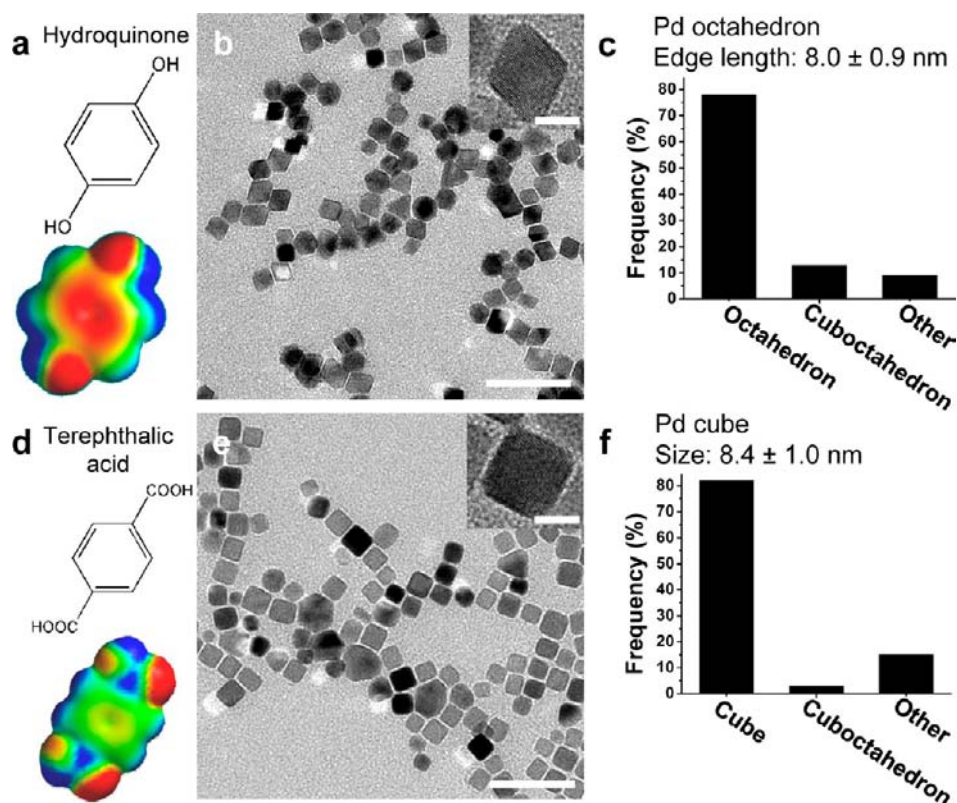 a
Hydroquinone
OH
HO
b
c
Pd octahedron
Edge length: 8.0 ± 0.9 nm
Frequency (%)
80
70
60
50
40
30
20
10
0
Octahedron
Cuboctahedron
Other
d
Terephthalic
acid
COOH
HOOC
e
f
Pd cube
Size: 8.4 ± 1.0 nm
Frequency (%)
80
70
60
50
40
30
20
10
0
Cube
Cuboctahedron
Other